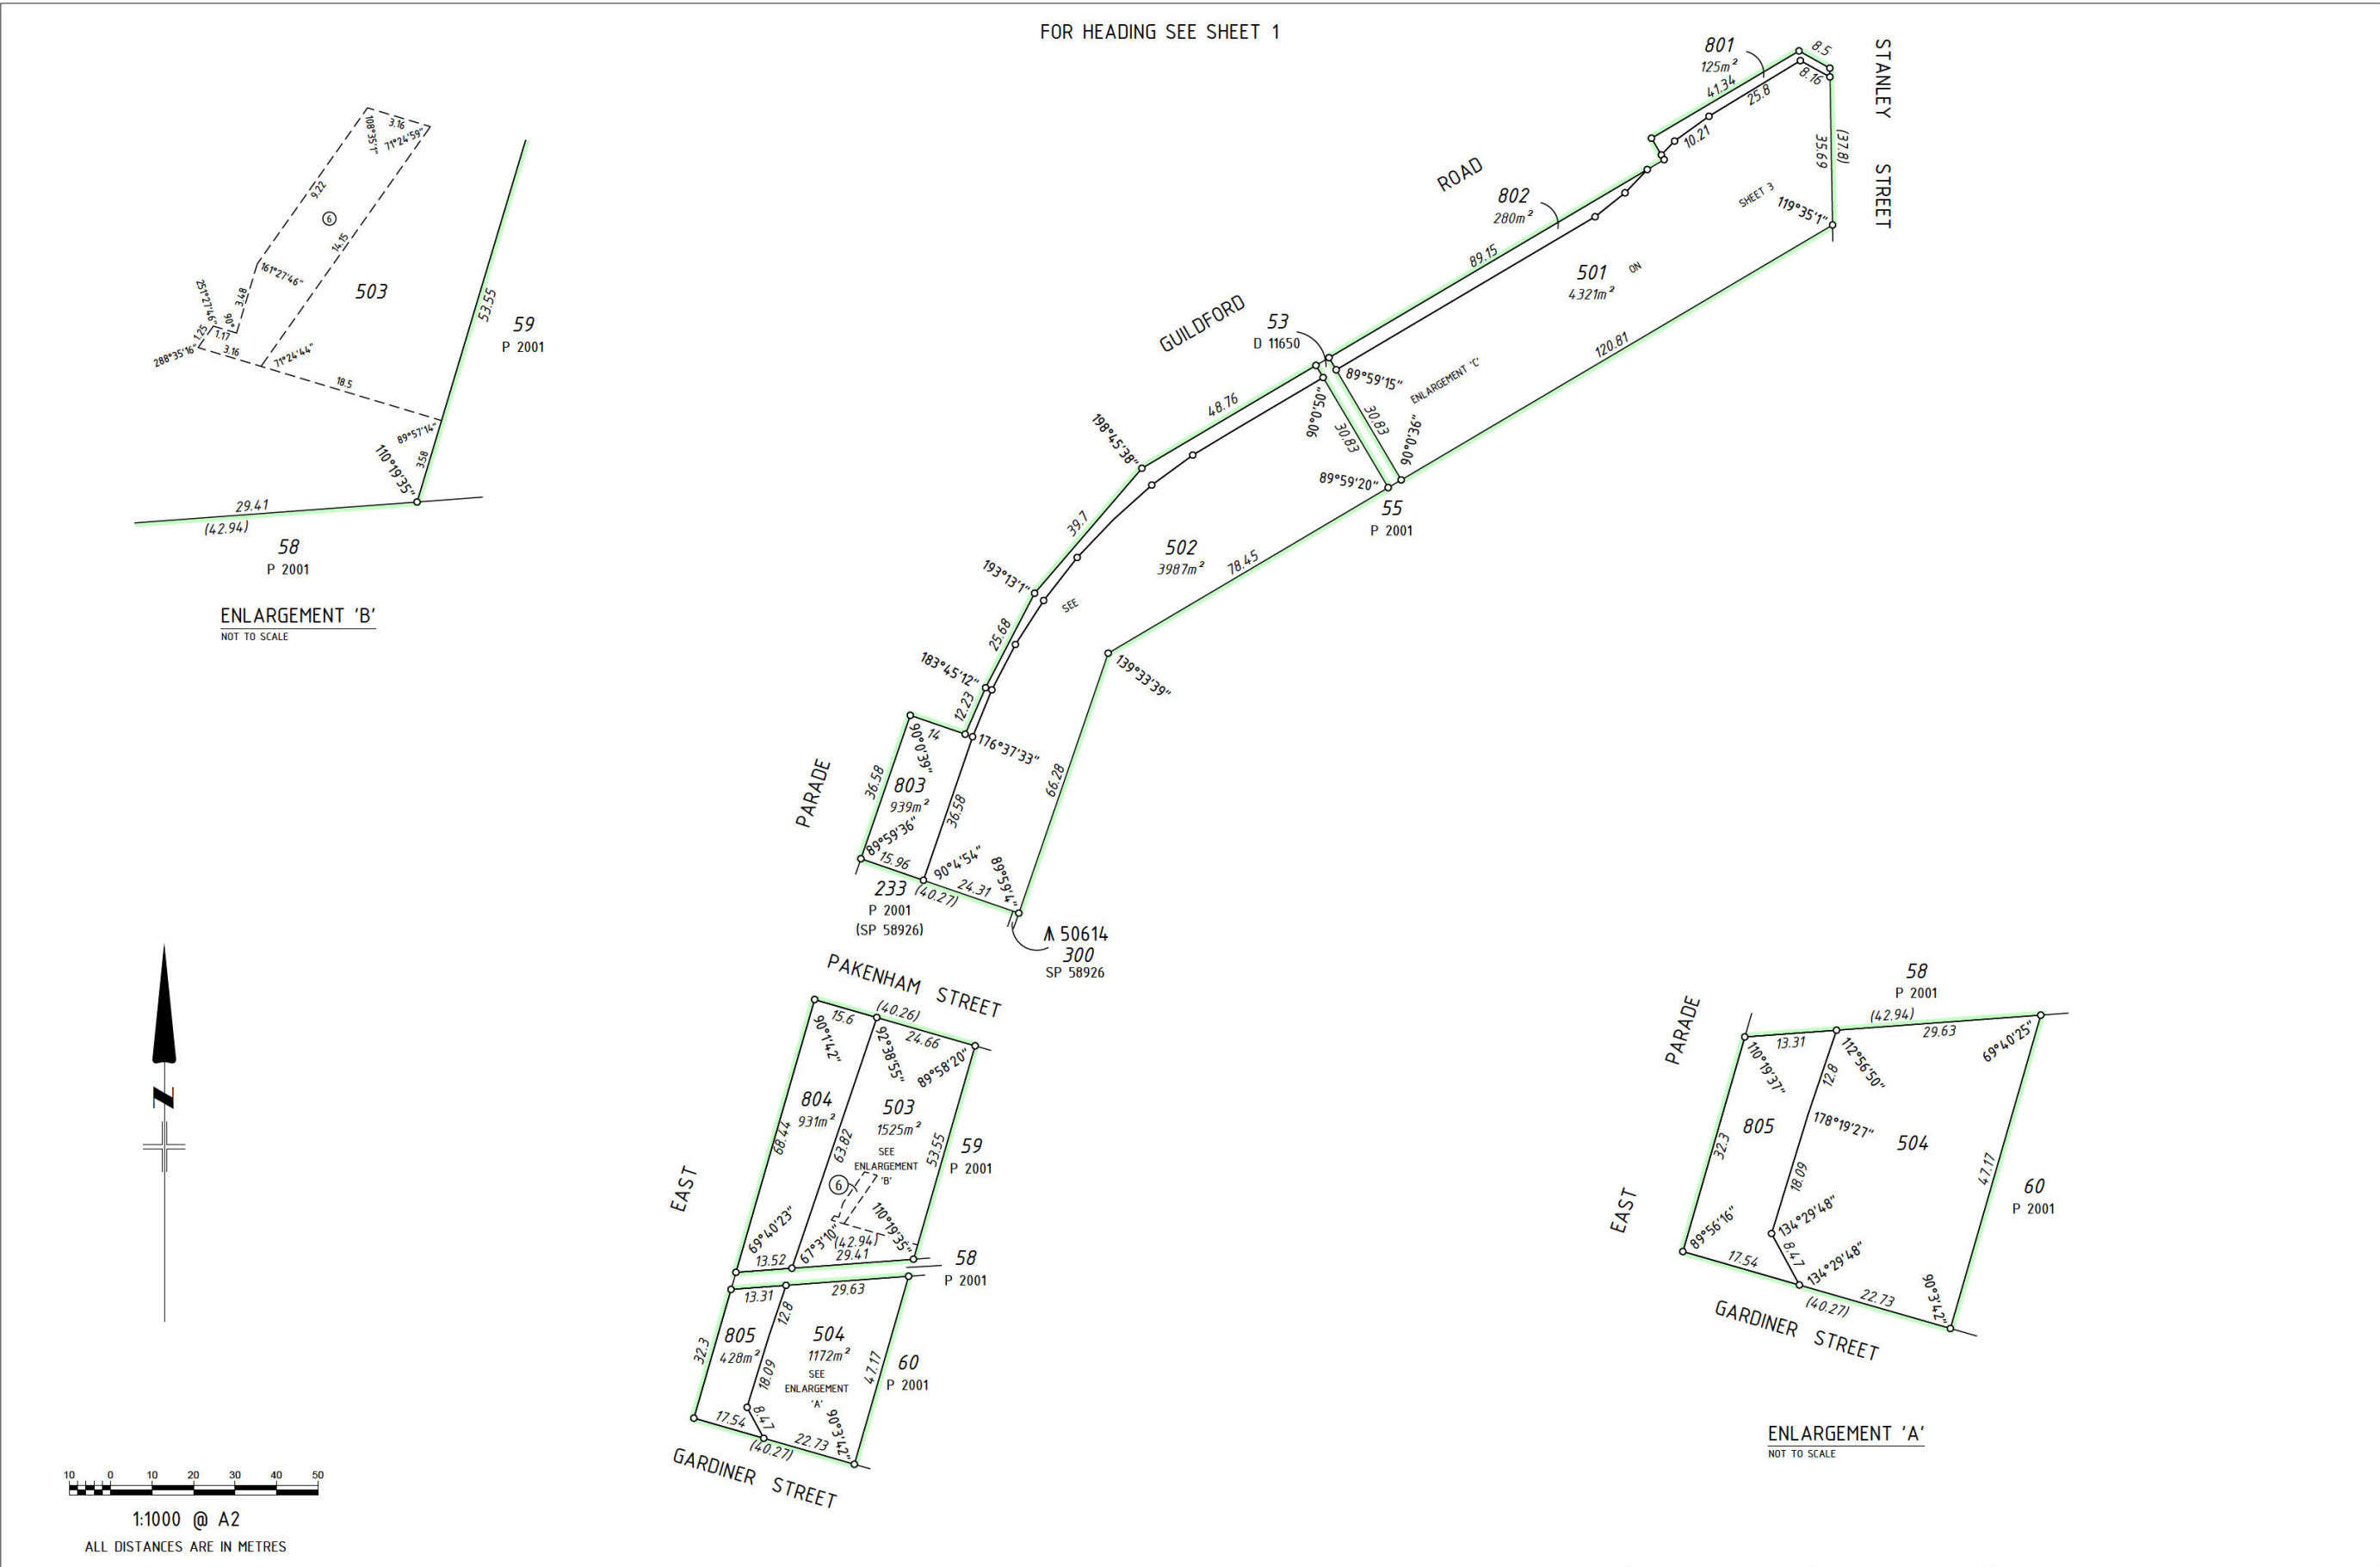 FOR HEADING SEE SHEET 1
108°35'1"
3.16
71°24'59"
9.22
6
14.15
161°27'46"
251°27'46"
3.48
90°
1.25
1.17
288°35'16"
3.16
71°24'44"
18.5
503
53.55
59
P 2001
89°57'14"
3.58
110°19'35"
29.41
(42.94)
58
P 2001
ENLARGEMENT 'B'
NOT TO SCALE
801
125m²
8.5
41.34
8.16
25.8
10.21
STANLEY STREET
(37.8)
35.69
SHEET 3
119°35'1"
ROAD
802
280m²
89.15
501
ON
4321m²
GUILDFORD
53
D 11650
120.81
89°59'15"
ENLARGEMENT 'C'
48.76
90°0'50"
30.83
30.83
90°0'36"
198°45'38"
89°59'20"
55
P 2001
39.7
502
3987m²
78.45
193°13'1"
SEE
25.68
183°45'12"
139°33'39"
12.23
14
90°0'39"
176°37'33"
PARADE
36.58
803
939m²
36.58
66.28
89°59'36"
15.96
90°4'54"
89°59'4"
24.31
(40.27)
233
P 2001
(SP 58926)
50614
300
SP 58926
PAKENHAM STREET
15.6
(40.26)
24.66
90°1'42"
92°38'55"
89°58'20"
804
931m²
503
1525m²
68.44
63.82
SEE
ENLARGEMENT
'B'
53.55
59
P 2001
6
EAST
69°40'23"
67°3'10"
110°19'35"
(42.94)
13.52
29.41
58
P 2001
13.31
29.63
12.8
805
428m²
504
1172m²
32.3
18.09
SEE
ENLARGEMENT
'A'
47.17
60
P 2001
17.54
8.47
22.73
90°3'42"
(40.27)
GARDINER STREET
58
P 2001
PARADE
(42.94)
13.31
29.63
110°19'37"
112°56'50"
69°40'25"
12.8
805
178°19'27"
504
32.3
18.09
47.17
60
P 2001
EAST
89°56'16"
134°29'48"
17.54
8.47
134°29'48"
22.73
90°3'42"
(40.27)
GARDINER STREET
ENLARGEMENT 'A'
NOT TO SCALE
N
10 0 10 20 30 40 50
1:1000 @ A2
ALL DISTANCES ARE IN METRES